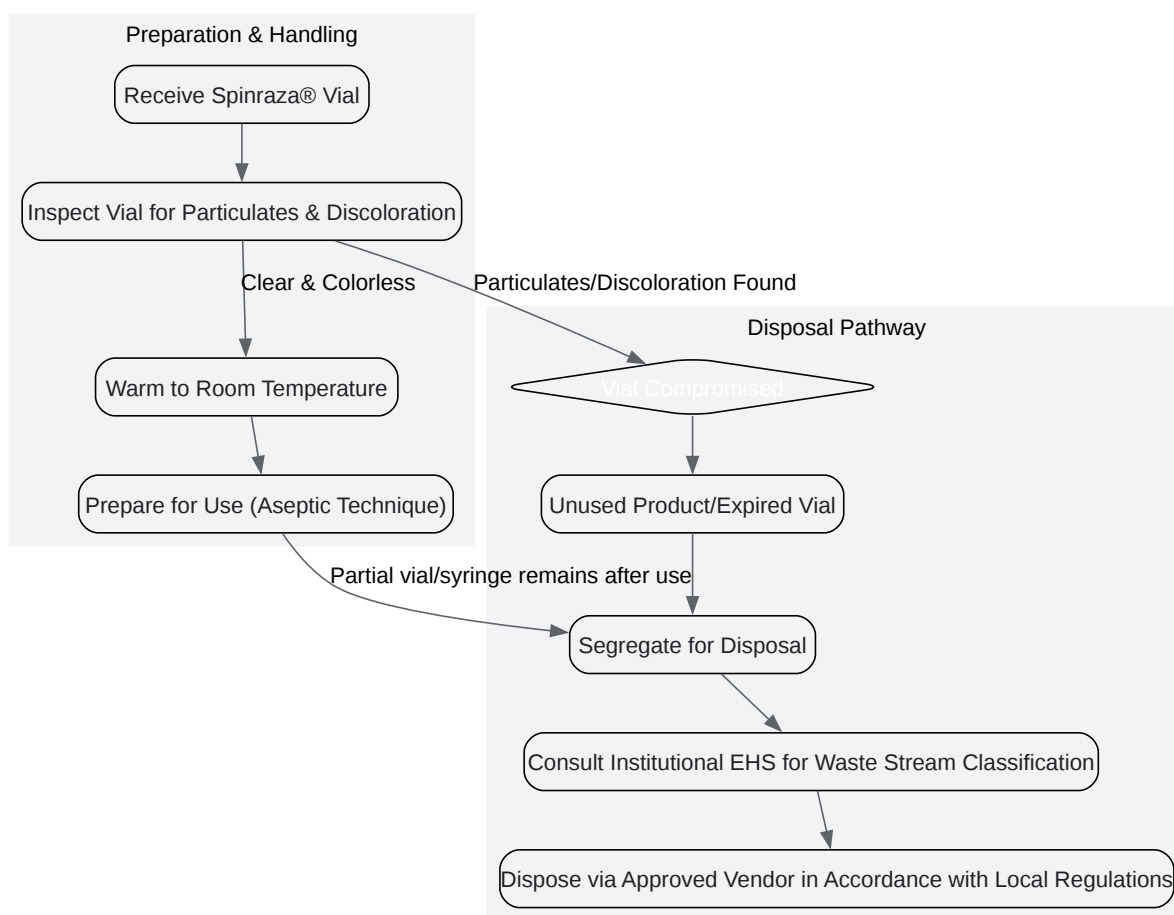 Preparation & Handling
Receive Spinraza® Vial
Inspect Vial for Particulates & Discoloration
Clear & Colorless
Particulates/Discoloration Found
Disposal Pathway
Warm to Room Temperature
Vial Compromised
Prepare for Use (Aseptic Technique)
Unused Product/Expired Vial
Partial vial/syringe remains after use
Segregate for Disposal
Consult Institutional EHS for Waste Stream Classification
Dispose via Approved Vendor in Accordance with Local Regulations